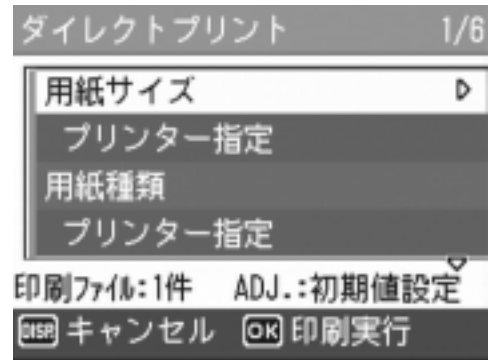 ダイレクトプリント 1/6
用紙サイズ
プリンター指定
用紙種類
プリンター指定
印刷ファイル:1件 ADJ.:初期値設定
DISP キャンセル OK 印刷実行